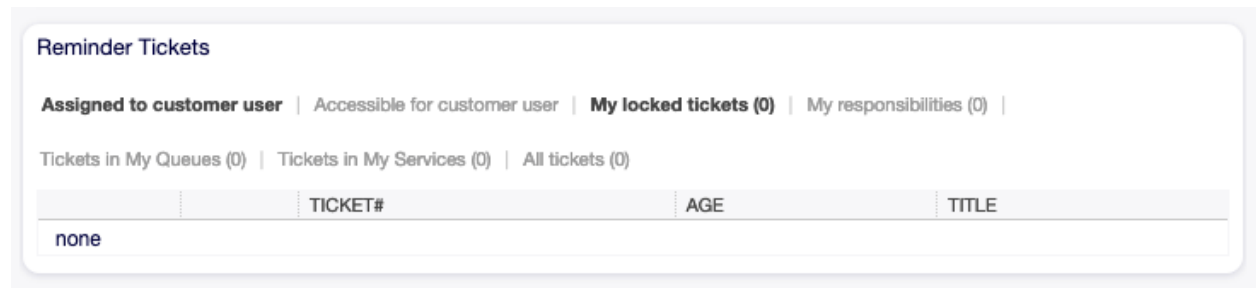 Reminder Tickets
Assigned to customer user | Accessible for customer user | My locked tickets (0) | My responsibilities (0) |
Tickets in My Queues (0) | Tickets in My Services (0) | All tickets (0)
TICKET# AGE TITLE
none